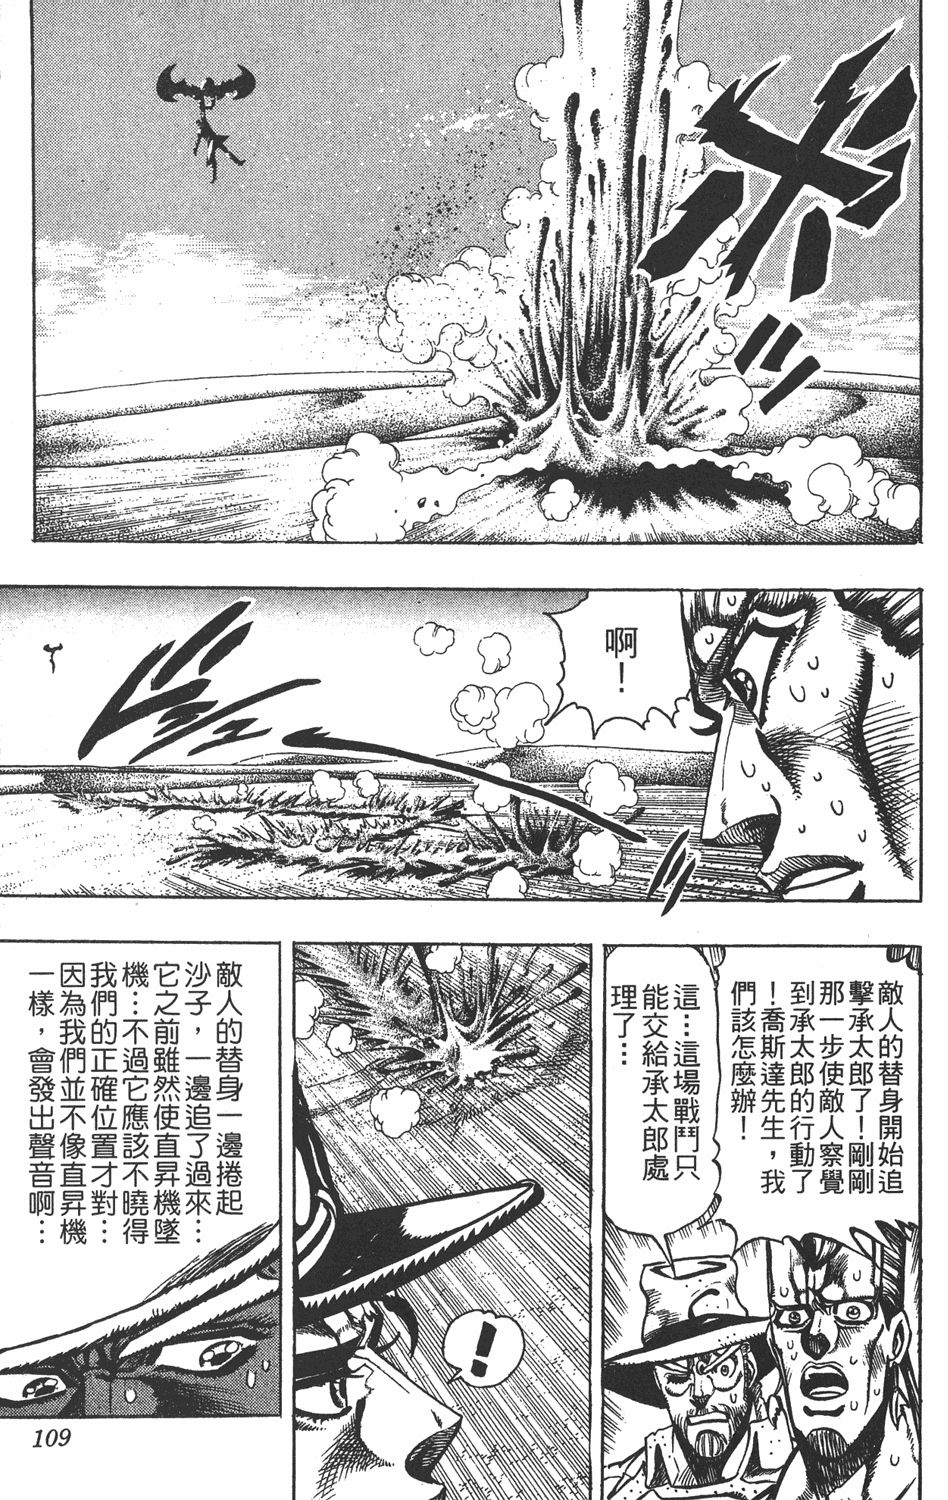 ボッ
啊！
ドシュッ
敵人的替身開始追
擊承太郎了！剛剛
那一步使敵人察覺
到承太郎的行動了
！喬斯達先生，我
們該怎麼辦！
這…這場戰鬥只
能交給承太郎處
理了…
！
敵人的替身一邊捲起
沙子，一邊追了過來…
它之前雖然使直昇機墜
機…不過它應該不曉得
我們的正確位置才對…
因為我們並不像直昇機
一樣，會發出聲音啊…
109